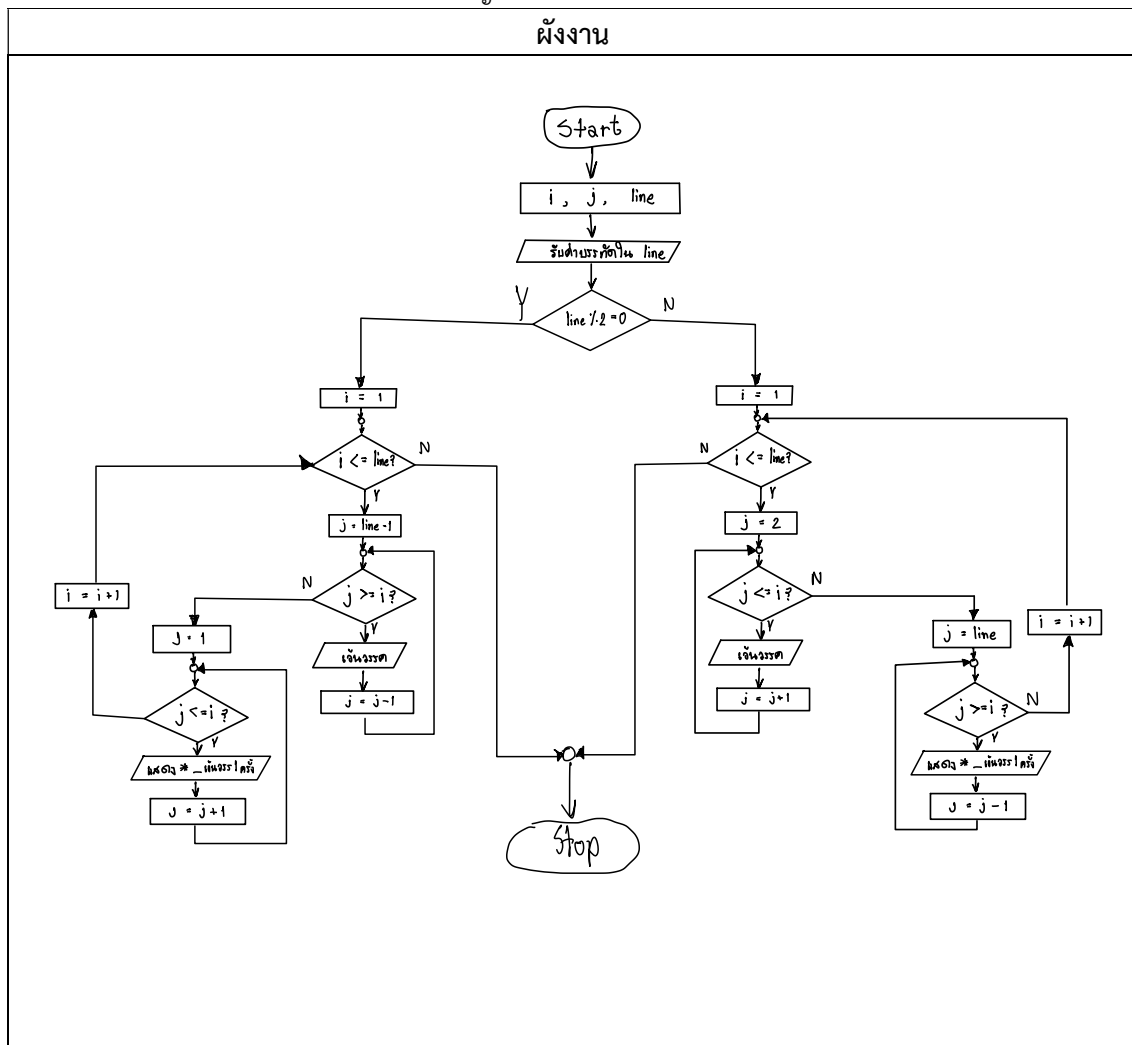 ผังงาน
Start
i , j , line
รับค่าบรรทัดใน line
line % 2 = 0
Y
N
i = 1
i <= line?
N
Y
j = line-1
j >= i ?
N
Y
เว้นวรรค
j = j-1
j = 1
j <= i ?
Y
แสดง * _ เว้นวรร 1 ครั้ง
j = j+1
i = i+1
i = 1
i <= line?
N
Y
j = 2
j <= i ?
N
Y
เว้นวรรค
j = j+1
j = line
j >= i ?
N
Y
แสดง * _ เว้นวรร 1 ครั้ง
j = j-1
i = i+1
Stop